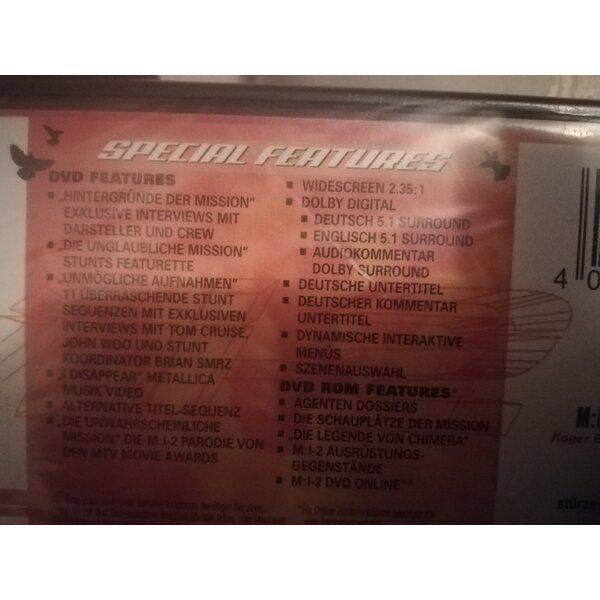 SPECIAL FEATURES
DVD FEATURES
▪ „HINTERGRÜNDE DER MISSION"
EXKLUSIVE INTERVIEWS MIT
DARSTELLER UND CREW
▪ „DIE UNGLAUBLICHE MISSION"
STUNTS FEATURETTE
▪ „UNMÖGLICHE AUFNAHMEN"
11 ÜBERRASCHENDE STUNT
SEQUENZEN MIT EXKLUSIVEN
INTERVIEWS MIT TOM CRUISE,
JOHN WOO UND STUNT
KOORDINATOR BRIAN SMRZ
▪ „I DISAPPEAR" METALLICA
MUSIK VIDEO
▪ ALTERNATIVE TITEL-SEQUENZ
▪ „DIE UNWAHRSCHEINLICHE
MISSION" DIE M:I-2 PARODIE VON
DEN MTV MOVIE AWARDS
▪ WIDESCREEN 2.35:1
▪ DOLBY DIGITAL
▪ DEUTSCH 5.1 SURROUND
▪ ENGLISCH 5.1 SURROUND
▪ AUDIOKOMMENTAR
DOLBY SURROUND
▪ DEUTSCHE UNTERTITEL
▪ DEUTSCHER KOMMENTAR
UNTERTITEL
▪ DYNAMISCHE INTERAKTIVE
MENÜS
▪ SZENENAUSWAHL
DVD ROM FEATURES*
▪ AGENTEN DOSSIERS
▪ DIE SCHAUPLÄTZE DER MISSION
▪ „DIE LEGENDE VON CHIMERA"
▪ M:I-2 AUSRÜSTUNGS-
GEGENSTÄNDE
▪ M:I-2 DVD ONLINE**
4 0
M:I
Roger
stürze